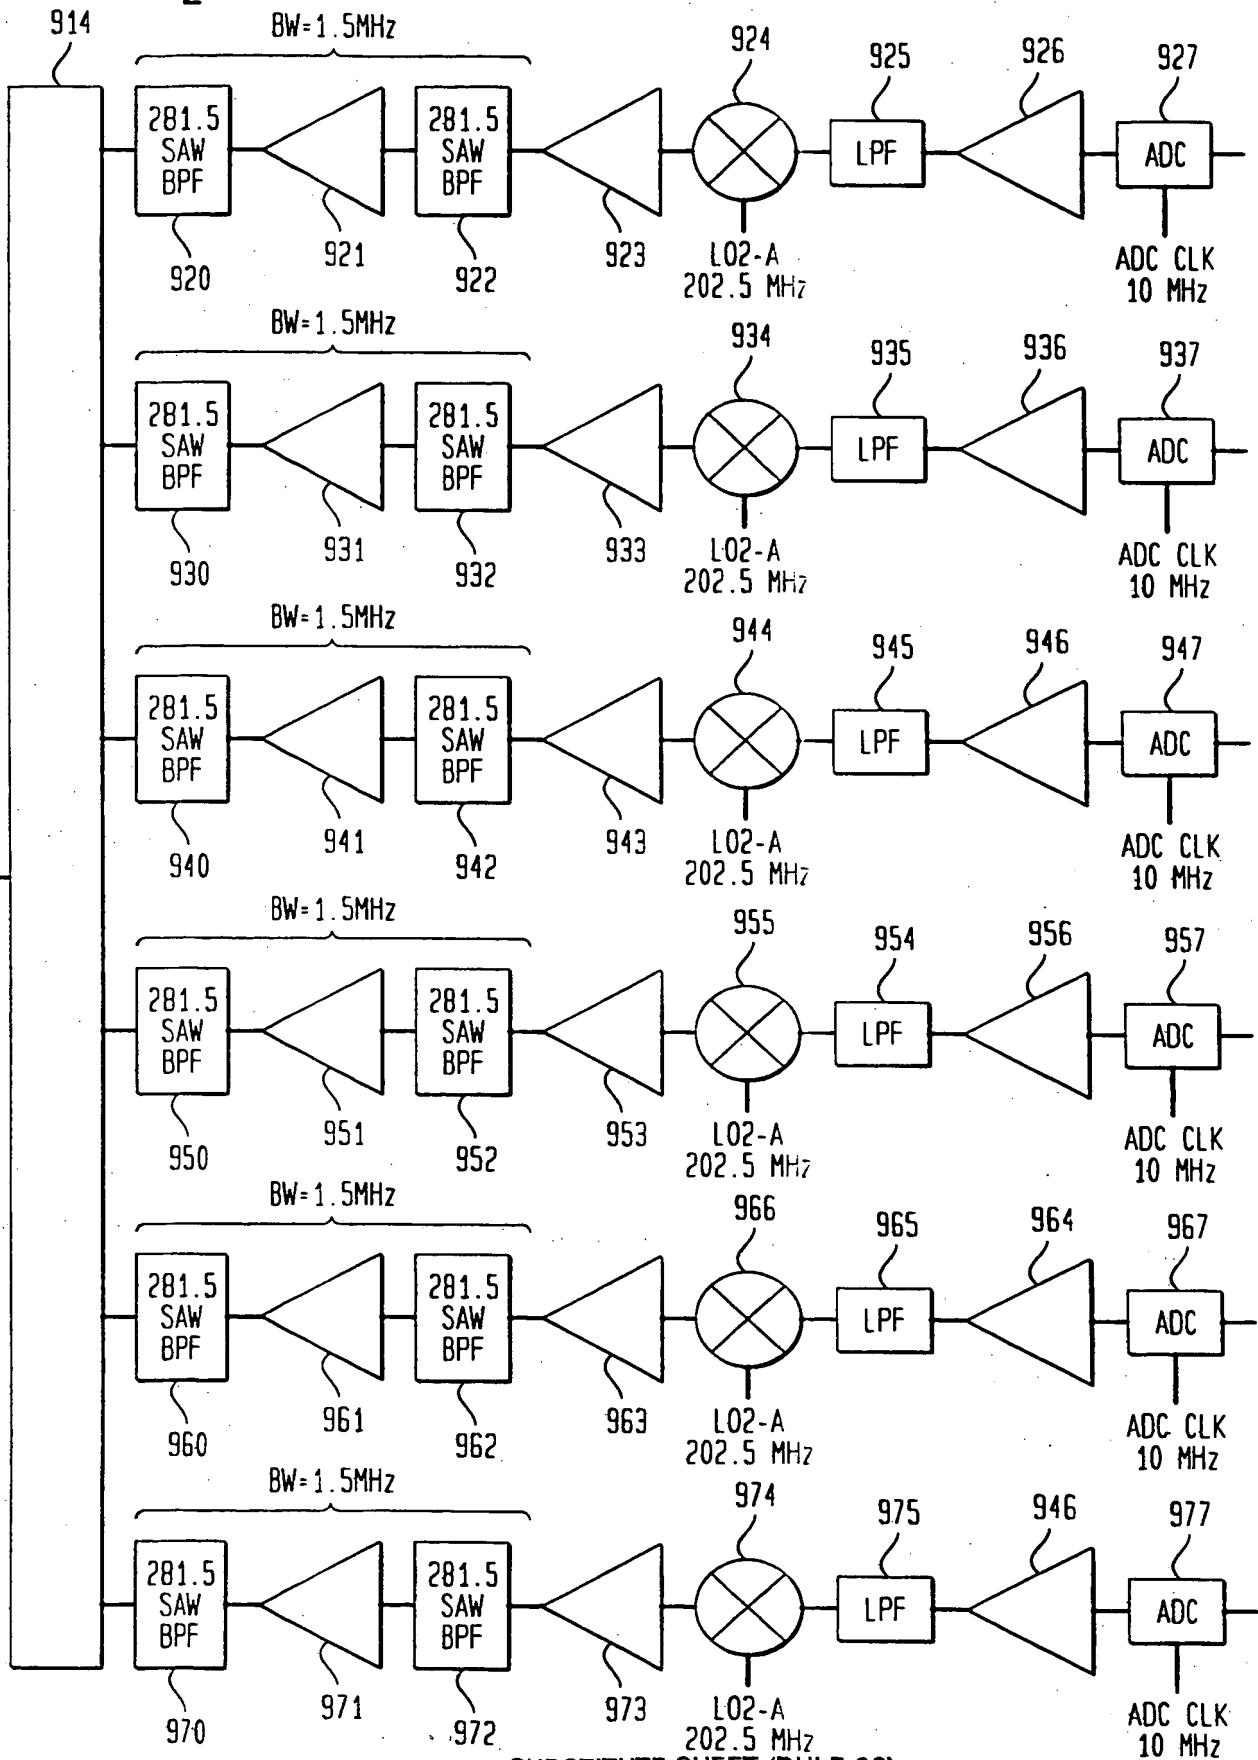 914
BW=1.5MHz
924
925
926
927
281.5
SAW
BPF
281.5
SAW
BPF
LPF
ADC
920
921
922
923
LO2-A
202.5 MHz
ADC CLK
10 MHz
BW=1.5MHz
934
935
936
937
281.5
SAW
BPF
281.5
SAW
BPF
LPF
ADC
930
931
932
933
LO2-A
202.5 MHz
ADC CLK
10 MHz
BW=1.5MHz
944
945
946
947
281.5
SAW
BPF
281.5
SAW
BPF
LPF
ADC
940
941
942
943
LO2-A
202.5 MHz
ADC CLK
10 MHz
BW=1.5MHz
955
954
956
957
281.5
SAW
BPF
281.5
SAW
BPF
LPF
ADC
950
951
952
953
LO2-A
202.5 MHz
ADC CLK
10 MHz
BW=1.5MHz
966
965
964
967
281.5
SAW
BPF
281.5
SAW
BPF
LPF
ADC
960
961
962
963
LO2-A
202.5 MHz
ADC CLK
10 MHz
BW=1.5MHz
974
975
946
977
281.5
SAW
BPF
281.5
SAW
BPF
LPF
ADC
970
971
972
973
LO2-A
202.5 MHz
ADC CLK
10 MHz